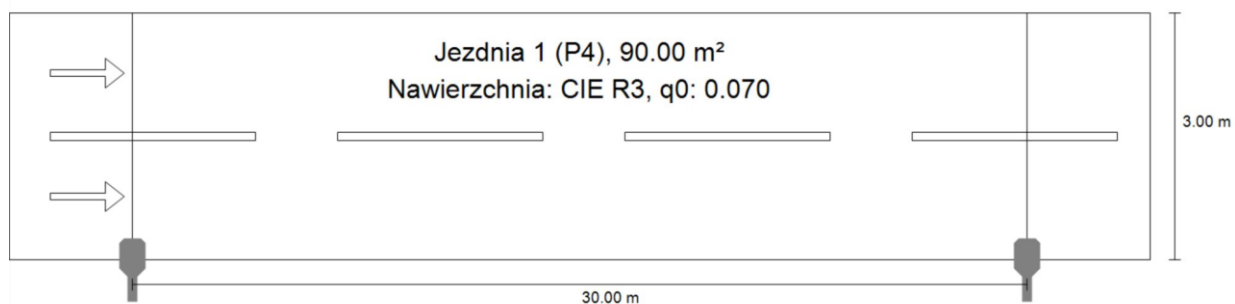 Jezdnia 1 (P4), 90.00 m²
Nawierzchnia: CIE R3, q0: 0.070
3.00 m
30.00 m